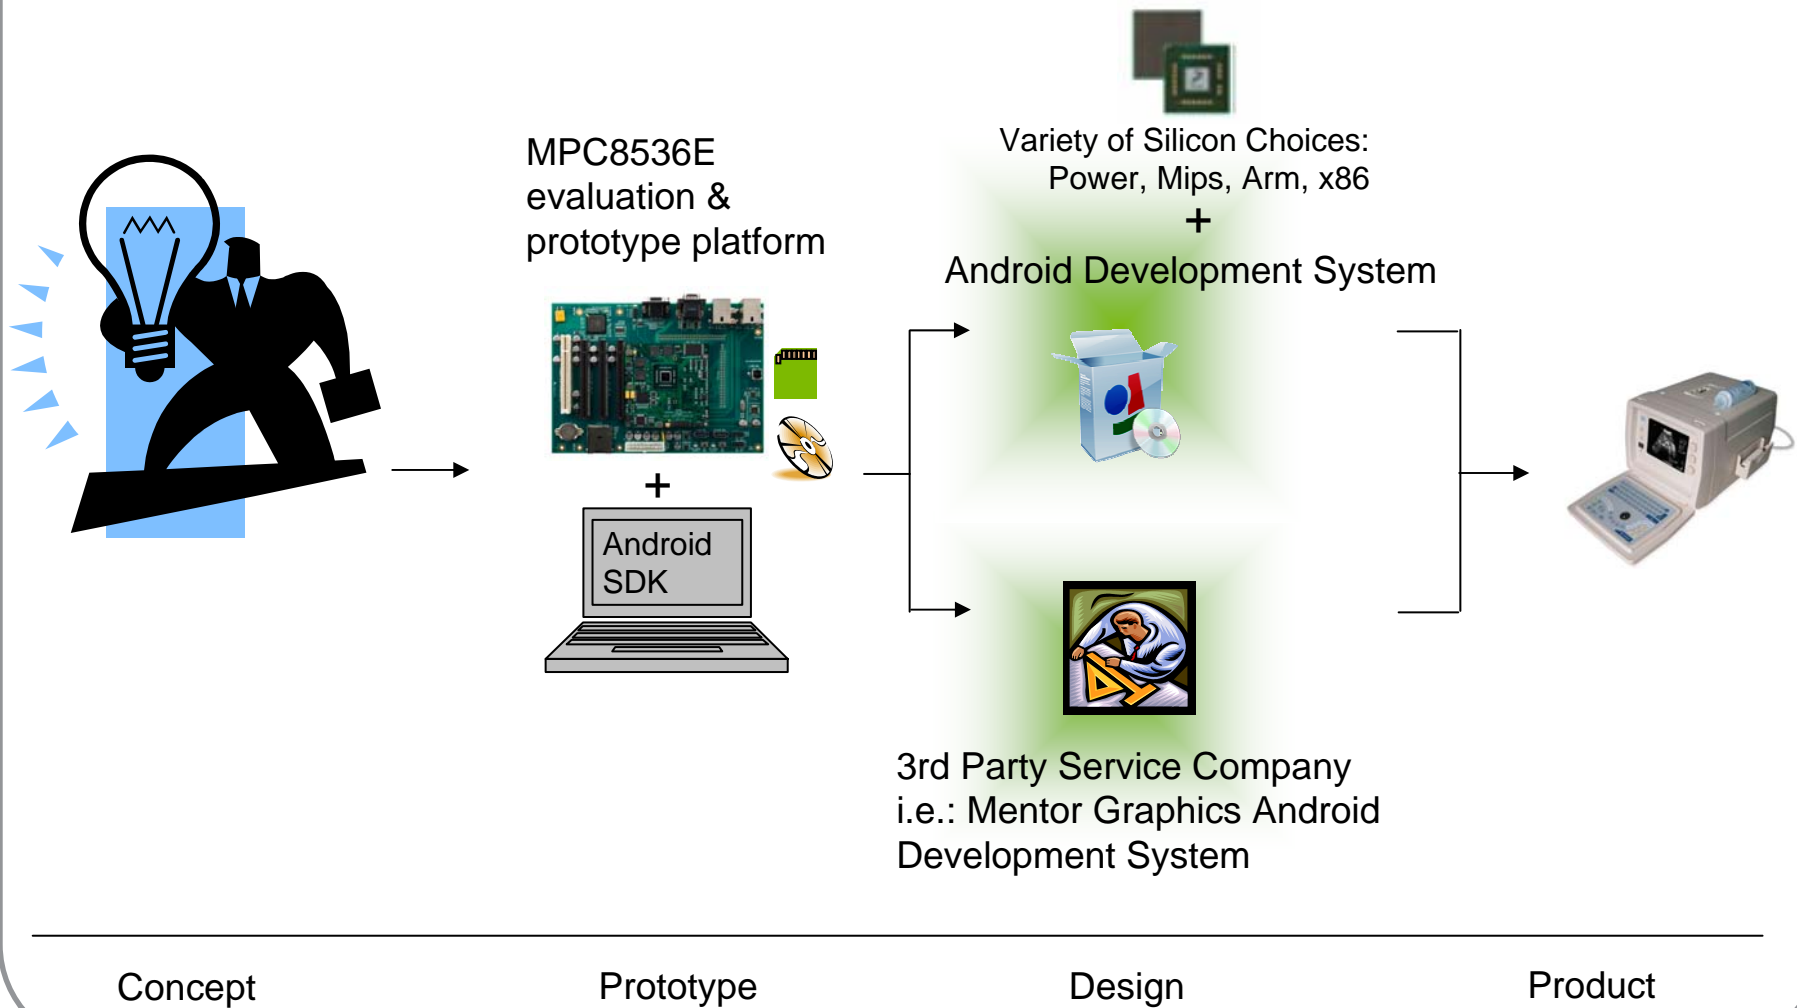 MPC8536E
evaluation &
prototype platform
+
Android
SDK
Variety of Silicon Choices:
Power, Mips, Arm, x86
+
Android Development System
3rd Party Service Company
i.e.: Mentor Graphics Android
Development System
Concept
Prototype
Design
Product